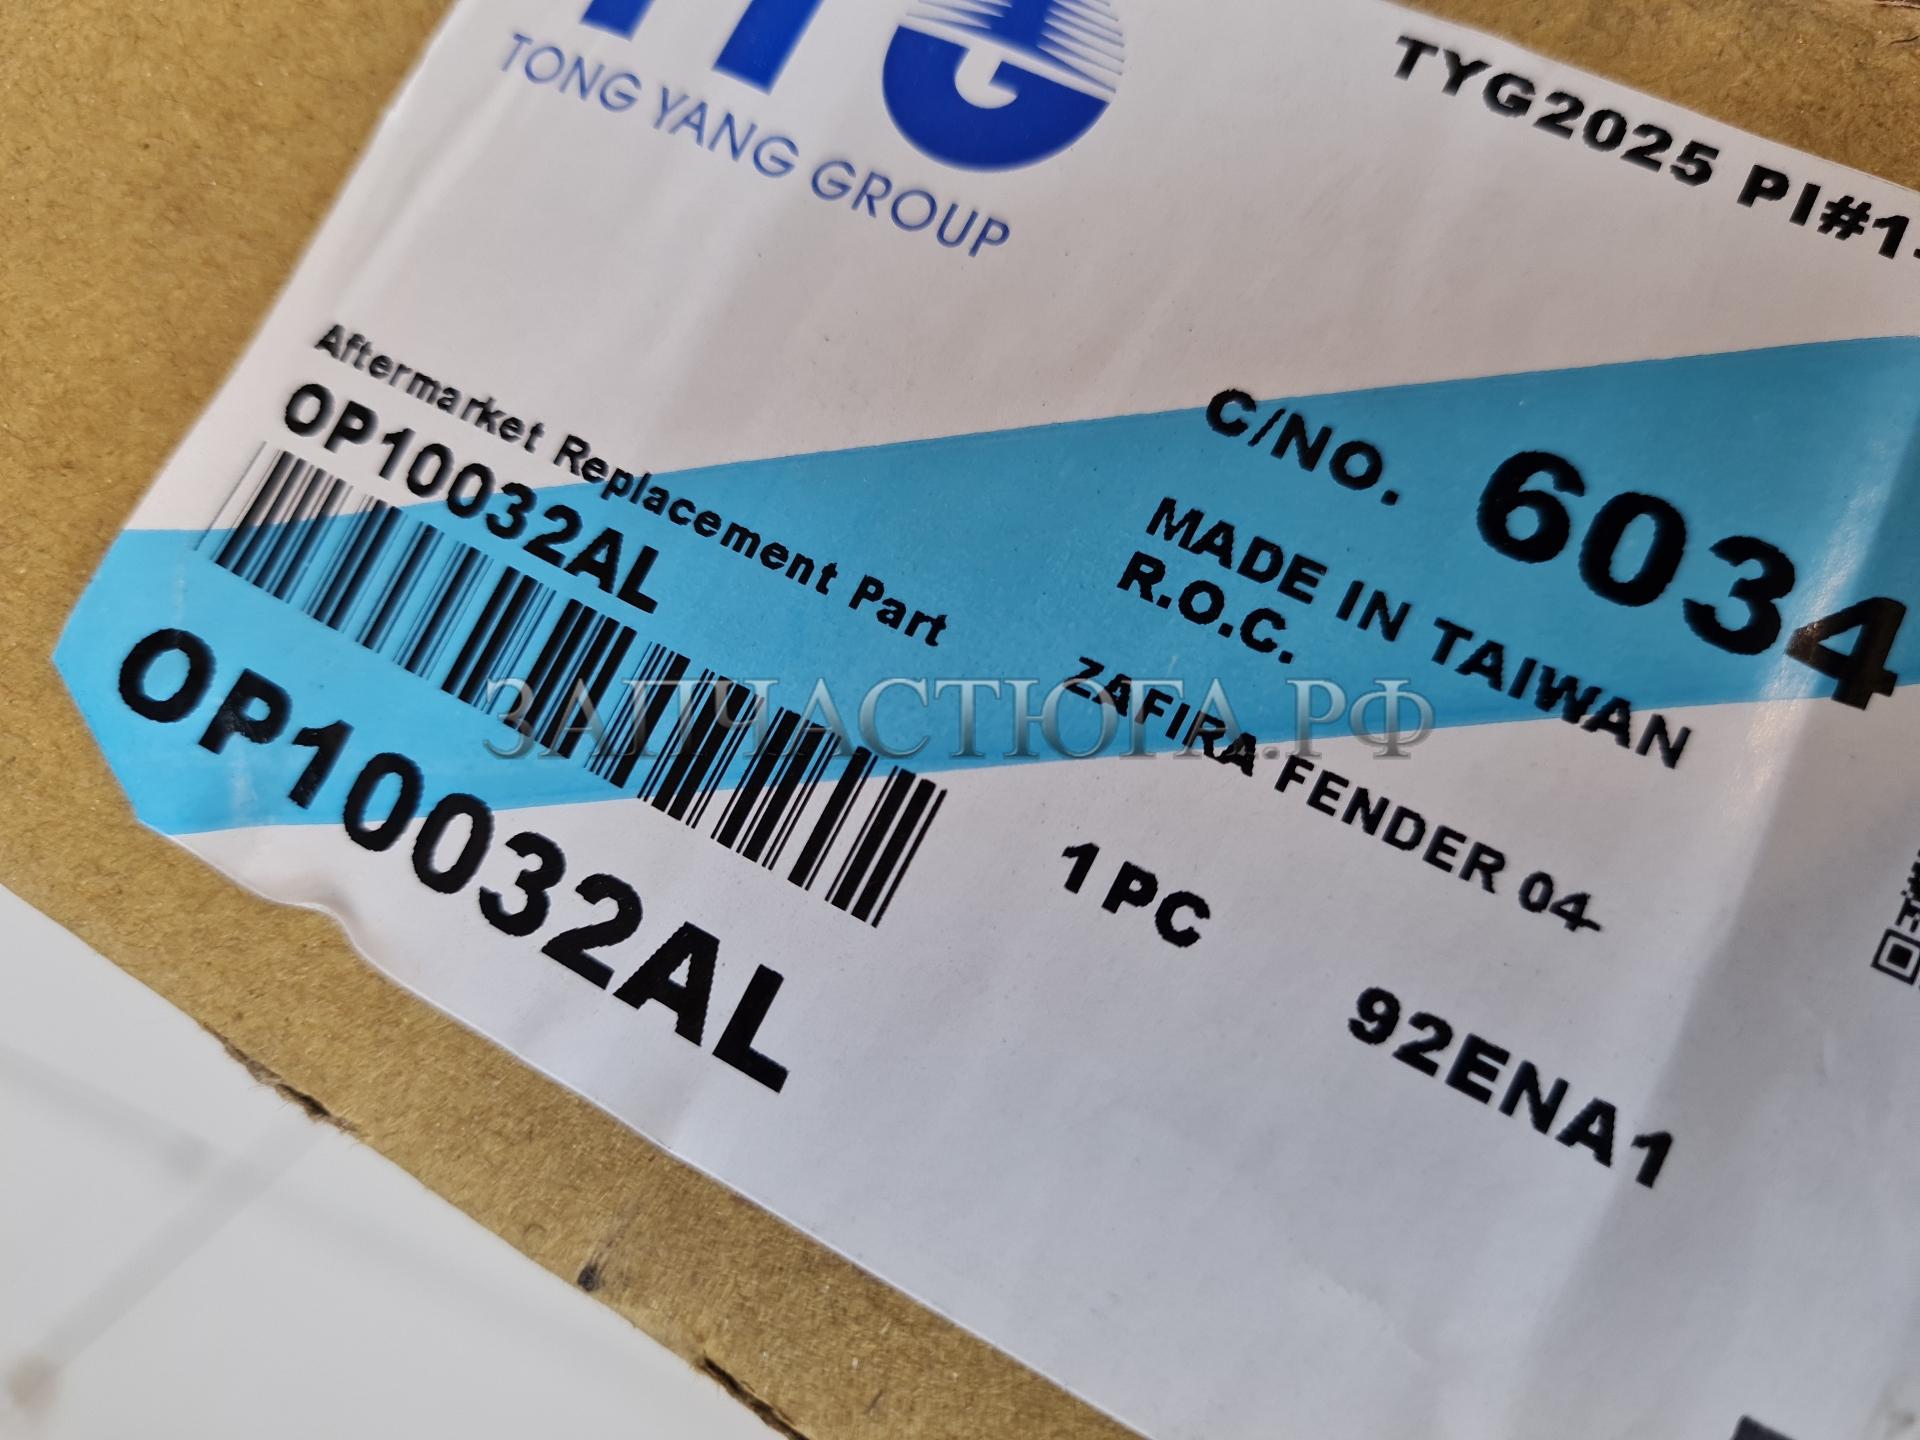 TYG
TONG YANG GROUP
TYG2025 PI#1-
Aftermarket Replacement Part
OP10032AL
OP10032AL
C/NO. 6034
MADE IN TAIWAN
R.O.C.
ZAFIRA FENDER 04-
1PC
92ENA1
ЗАПЧАСТЮГА.РФ